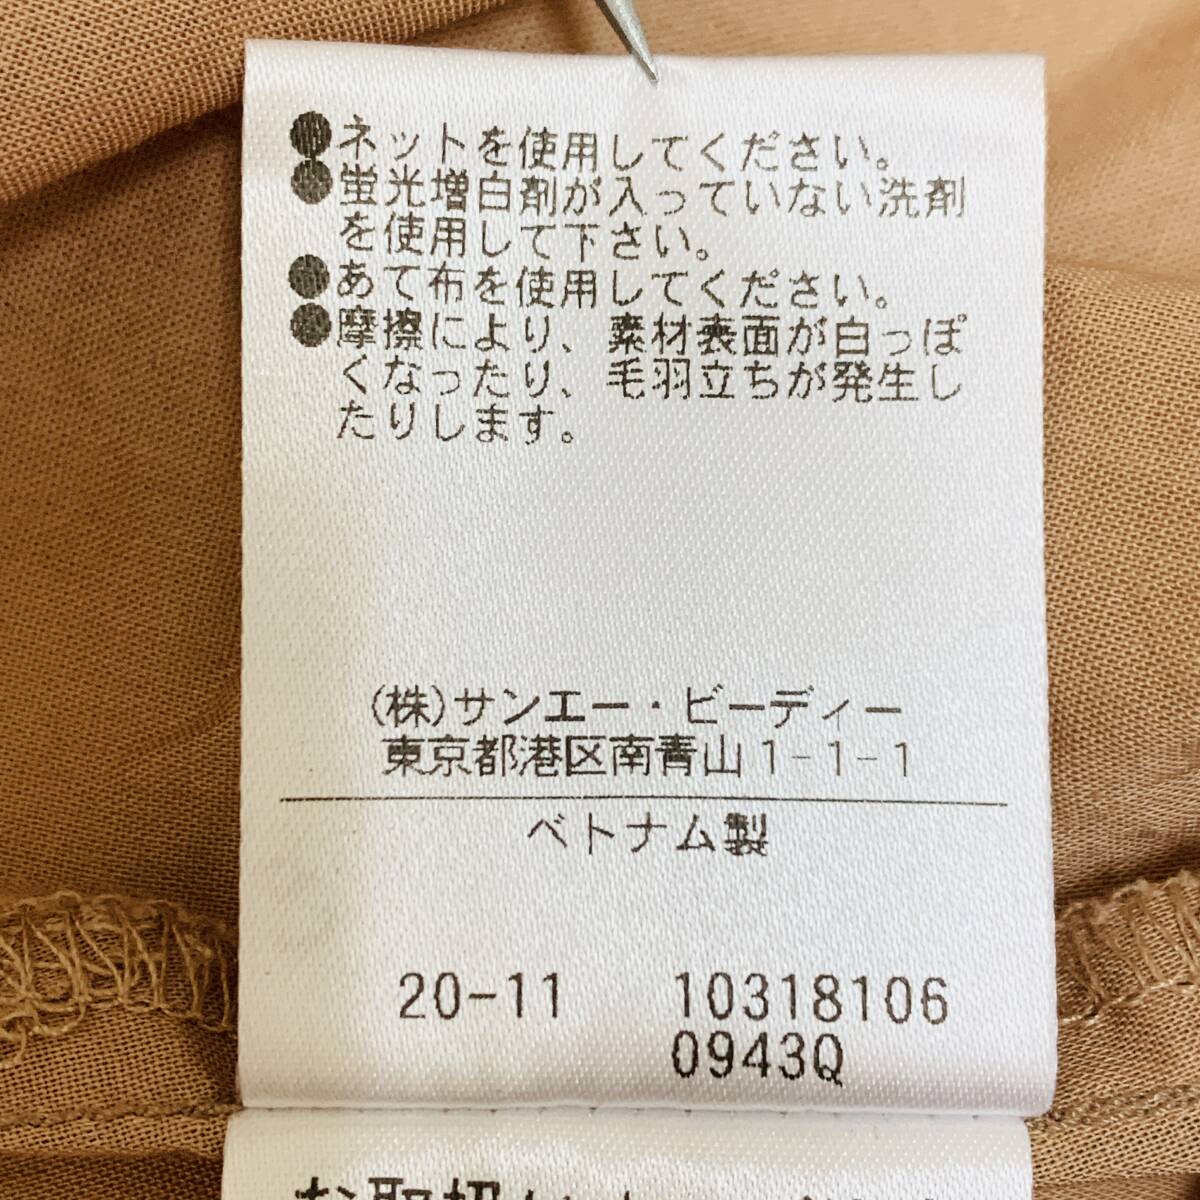 ●ネットを使用してください。
●蛍光増白剤が入っていない洗剤
を使用して下さい。
●あて布を使用してください。
●摩擦により、素材表面が白っぽ
くなったり、毛羽立ちが発生し
たりします。
(株)サンエー・ビーディー
東京都港区南青山1-1-1
ベトナム製
20-11 10318106
0943Q